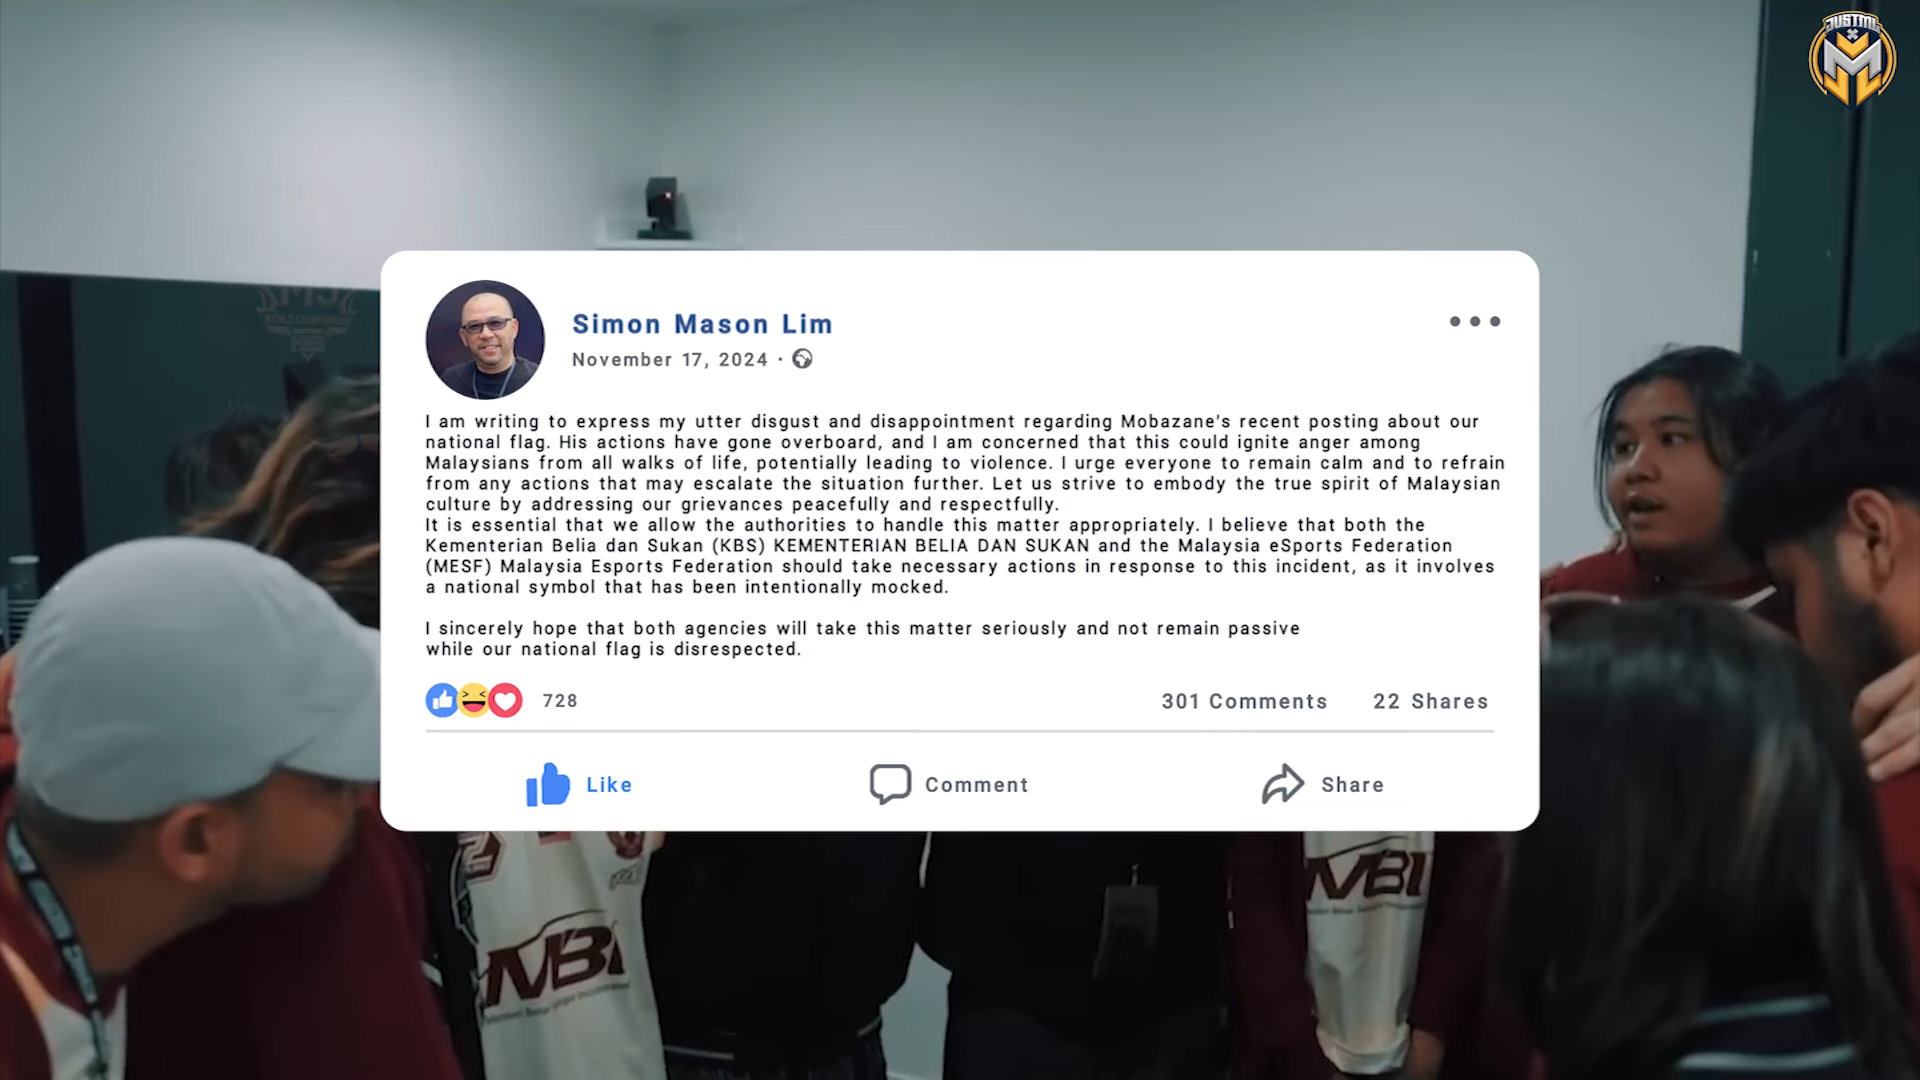 JUSTML
Simon Mason Lim
November 17, 2024 ·
I am writing to express my utter disgust and disappointment regarding Mobazane's recent posting about our
national flag. His actions have gone overboard, and I am concerned that this could ignite anger among
Malaysians from all walks of life, potentially leading to violence. I urge everyone to remain calm and to refrain
from any actions that may escalate the situation further. Let us strive to embody the true spirit of Malaysian
culture by addressing our grievances peacefully and respectfully.
It is essential that we allow the authorities to handle this matter appropriately. I believe that both the
Kementerian Belia dan Sukan (KBS) KEMENTERIAN BELIA DAN SUKAN and the Malaysia eSports Federation
(MESF) Malaysia Esports Federation should take necessary actions in response to this incident, as it involves
a national symbol that has been intentionally mocked.
I sincerely hope that both agencies will take this matter seriously and not remain passive
while our national flag is disrespected.
728
301 Comments
22 Shares
Like
Comment
Share
WORLD CHAMPIONSHIP
MBI
MBI